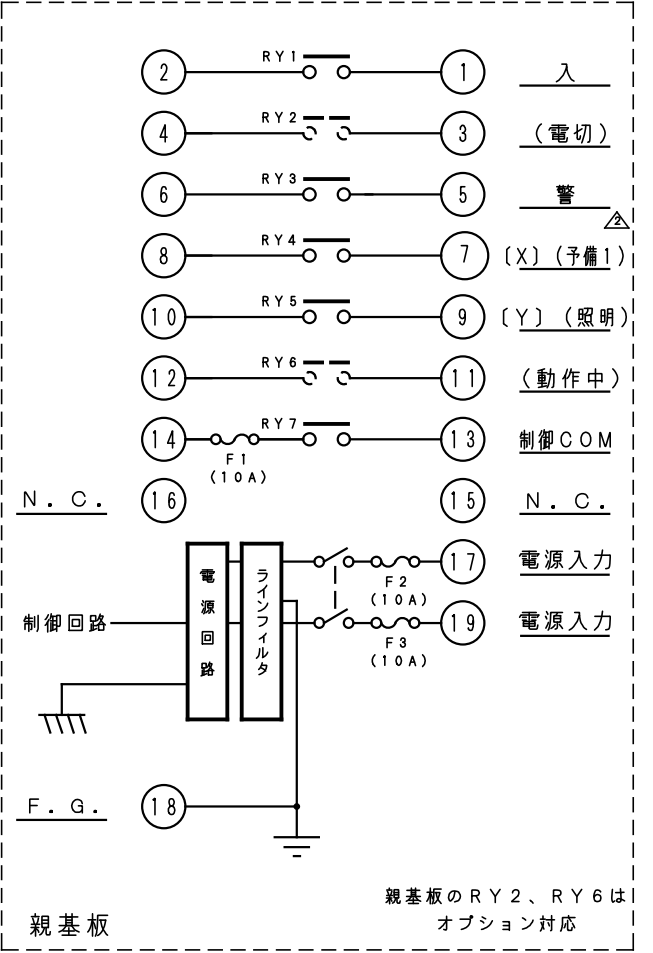 2 RY1 1 入
4 RY2 3 (電切)
6 RY3 5 警
2
8 RY4 7 〔X〕(予備1)
10 RY5 9 〔Y〕(照明)
12 RY6 11 (動作中)
14 RY7 13 制御COM
F1
(10A)
N.C. 16 15 N.C.
17 電源入力
電源回路
ラインフィルタ
F2
(10A)
制御回路 19 電源入力
F3
(10A)
F.G. 18
親基板のRY2、RY6は
オプション対応
親基板